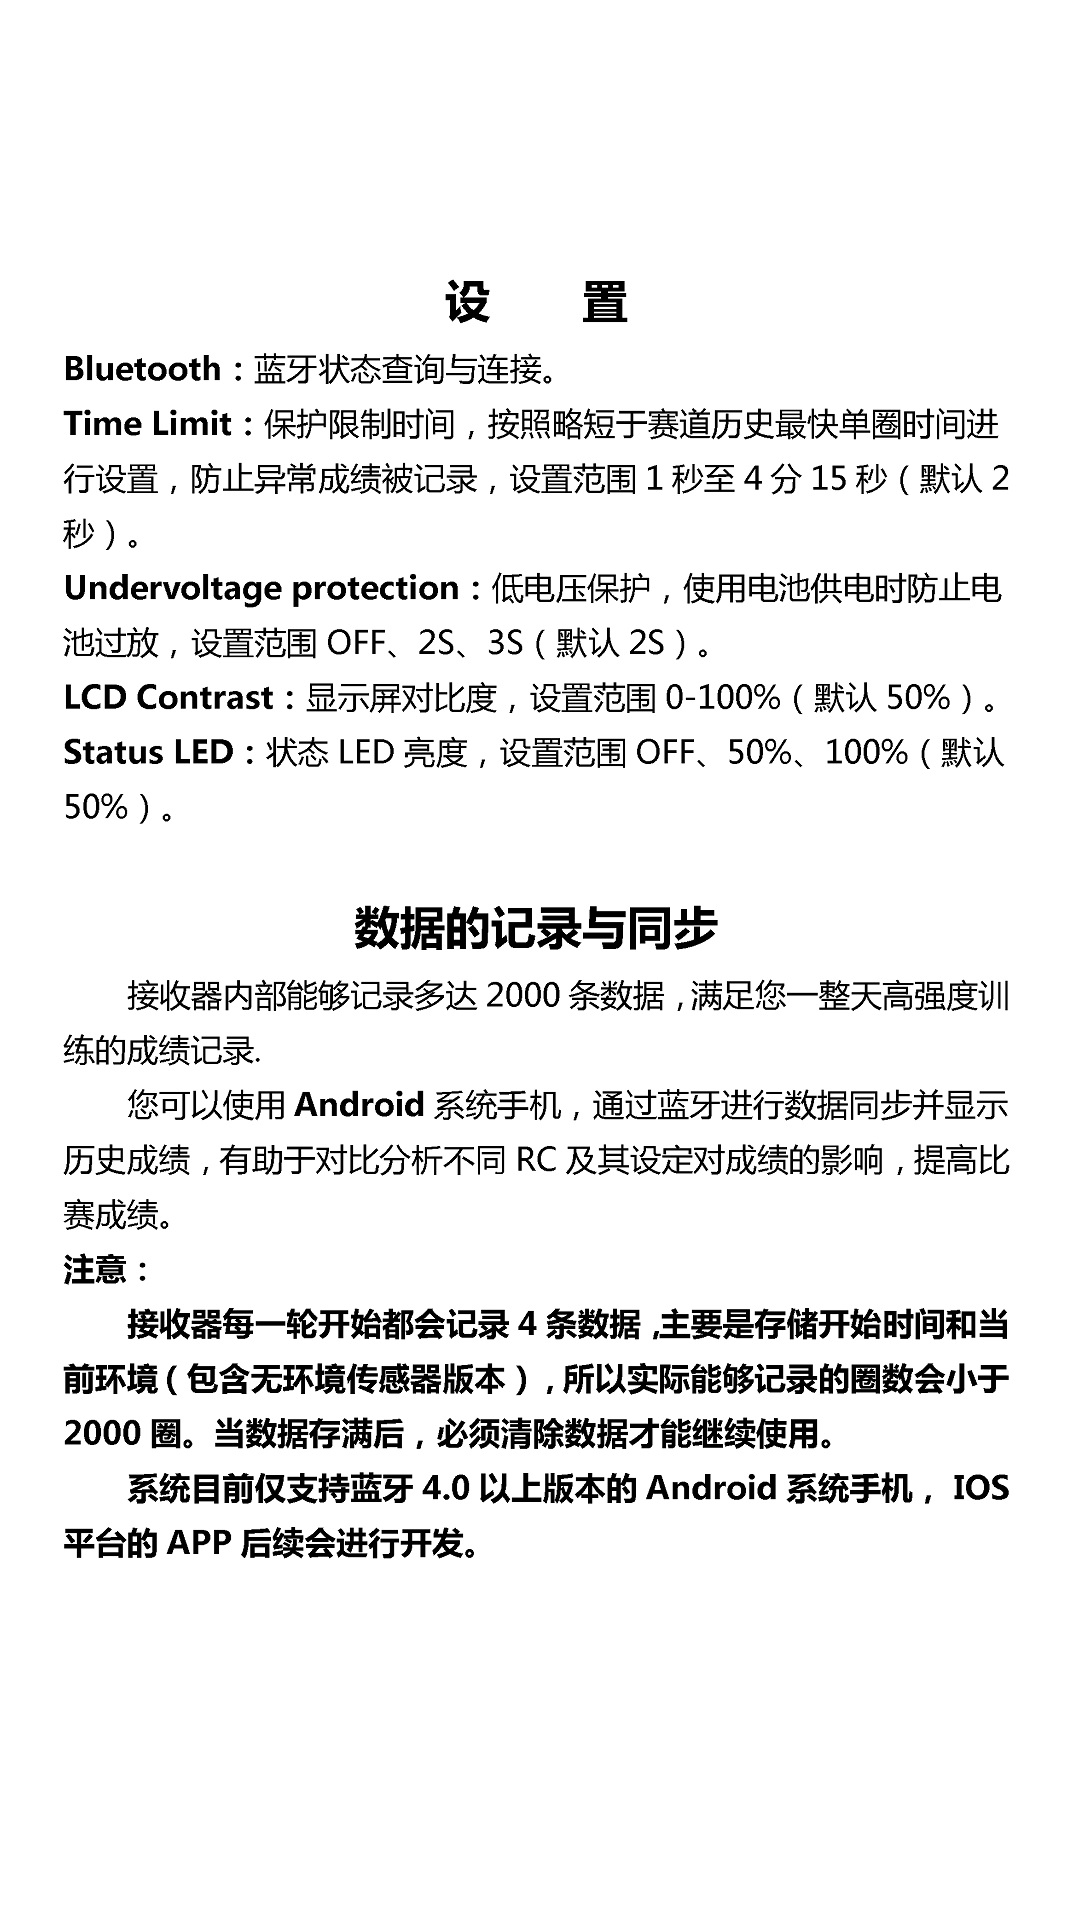 设 置
Bluetooth：蓝牙状态查询与连接。
Time Limit：保护限制时间，按照略短于赛道历史最快单圈时间进
行设置，防止异常成绩被记录，设置范围 1 秒至 4 分 15 秒（默认 2
秒）。
Undervoltage protection：低电压保护，使用电池供电时防止电
池过放，设置范围 OFF、2S、3S（默认 2S）。
LCD Contrast：显示屏对比度，设置范围 0-100%（默认 50%）。
Status LED：状态 LED 亮度，设置范围 OFF、50%、100%（默认
50%）。
数据的记录与同步
接收器内部能够记录多达 2000 条数据，满足您一整天高强度训
练的成绩记录.
您可以使用 Android 系统手机，通过蓝牙进行数据同步并显示
历史成绩，有助于对比分析不同 RC 及其设定对成绩的影响，提高比
赛成绩。
注意：
接收器每一轮开始都会记录 4 条数据，主要是存储开始时间和当
前环境（包含无环境传感器版本），所以实际能够记录的圈数会小于
2000 圈。当数据存满后，必须清除数据才能继续使用。
系统目前仅支持蓝牙 4.0 以上版本的 Android 系统手机， IOS
平台的 APP 后续会进行开发。